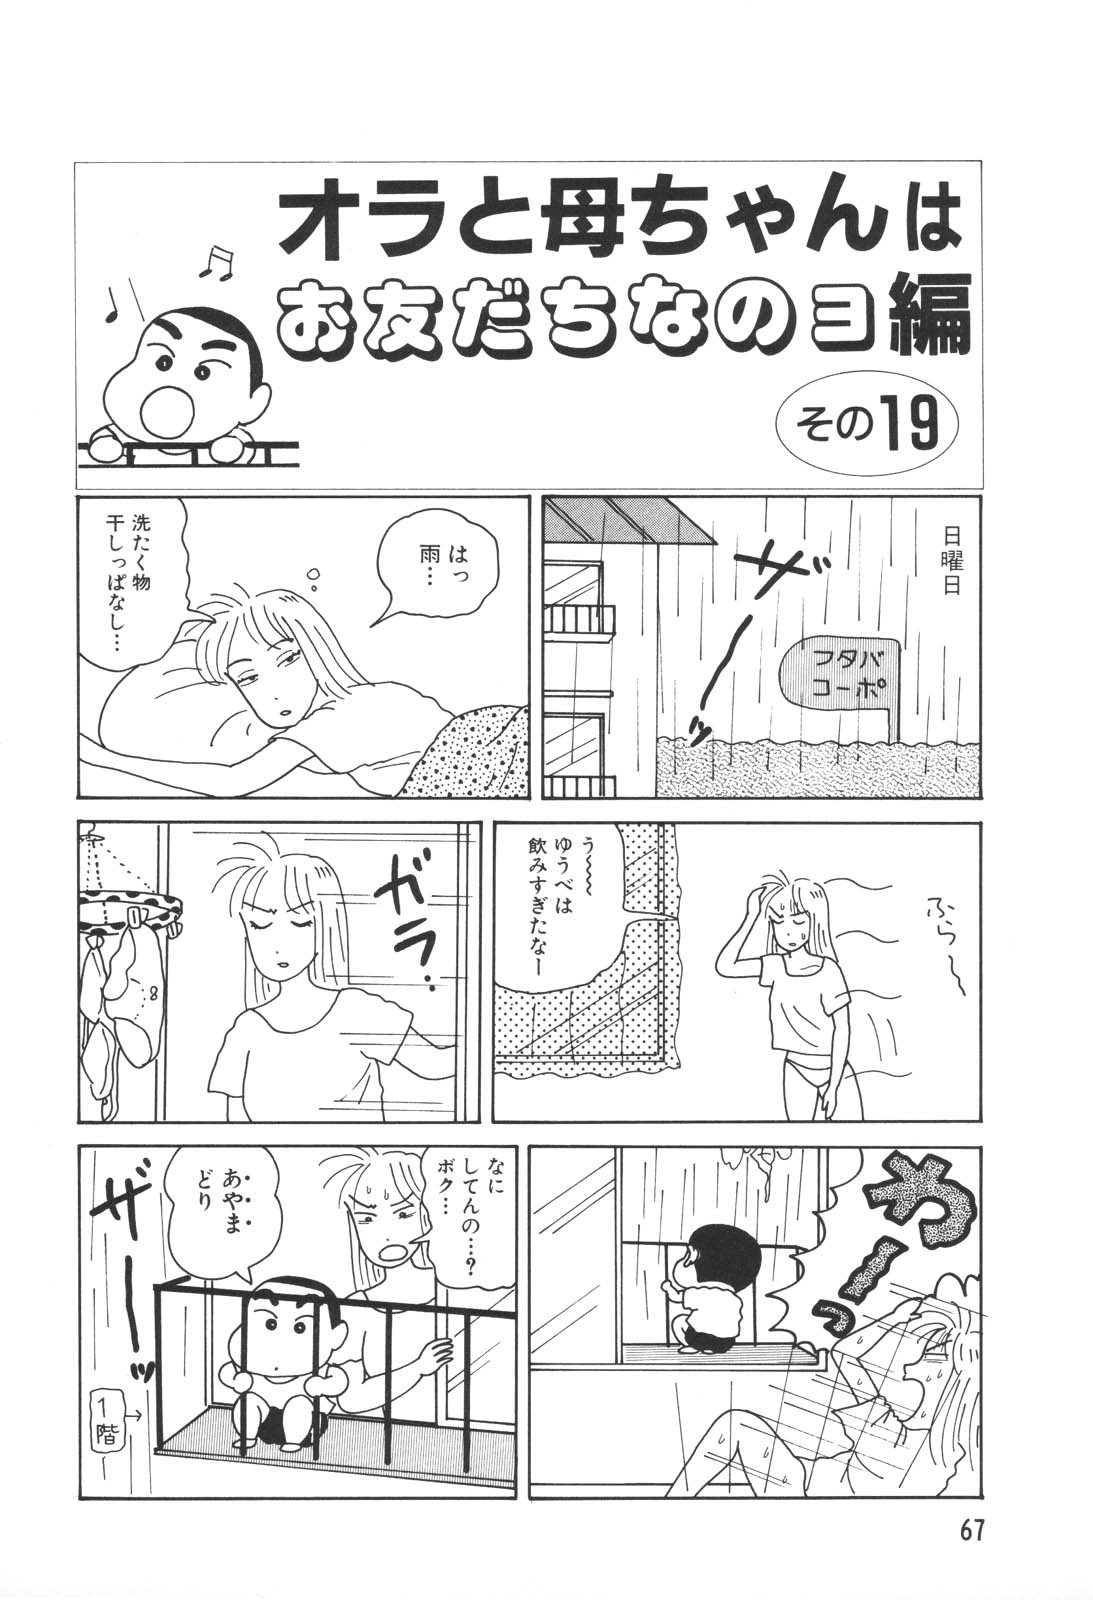 オラと母ちゃんは
お友だちなのヨ編
その19
日曜日
ザーッ
フタバ
コーポ
はっ
雨…
洗たく物
干しっぱなし…
ふら〜
う〜〜
ゆうべは
飲みすぎたなー
ガラ・
8
わーっ
なに
してんの…?
ボク…
あやま
どり
ザーッ
1階
67